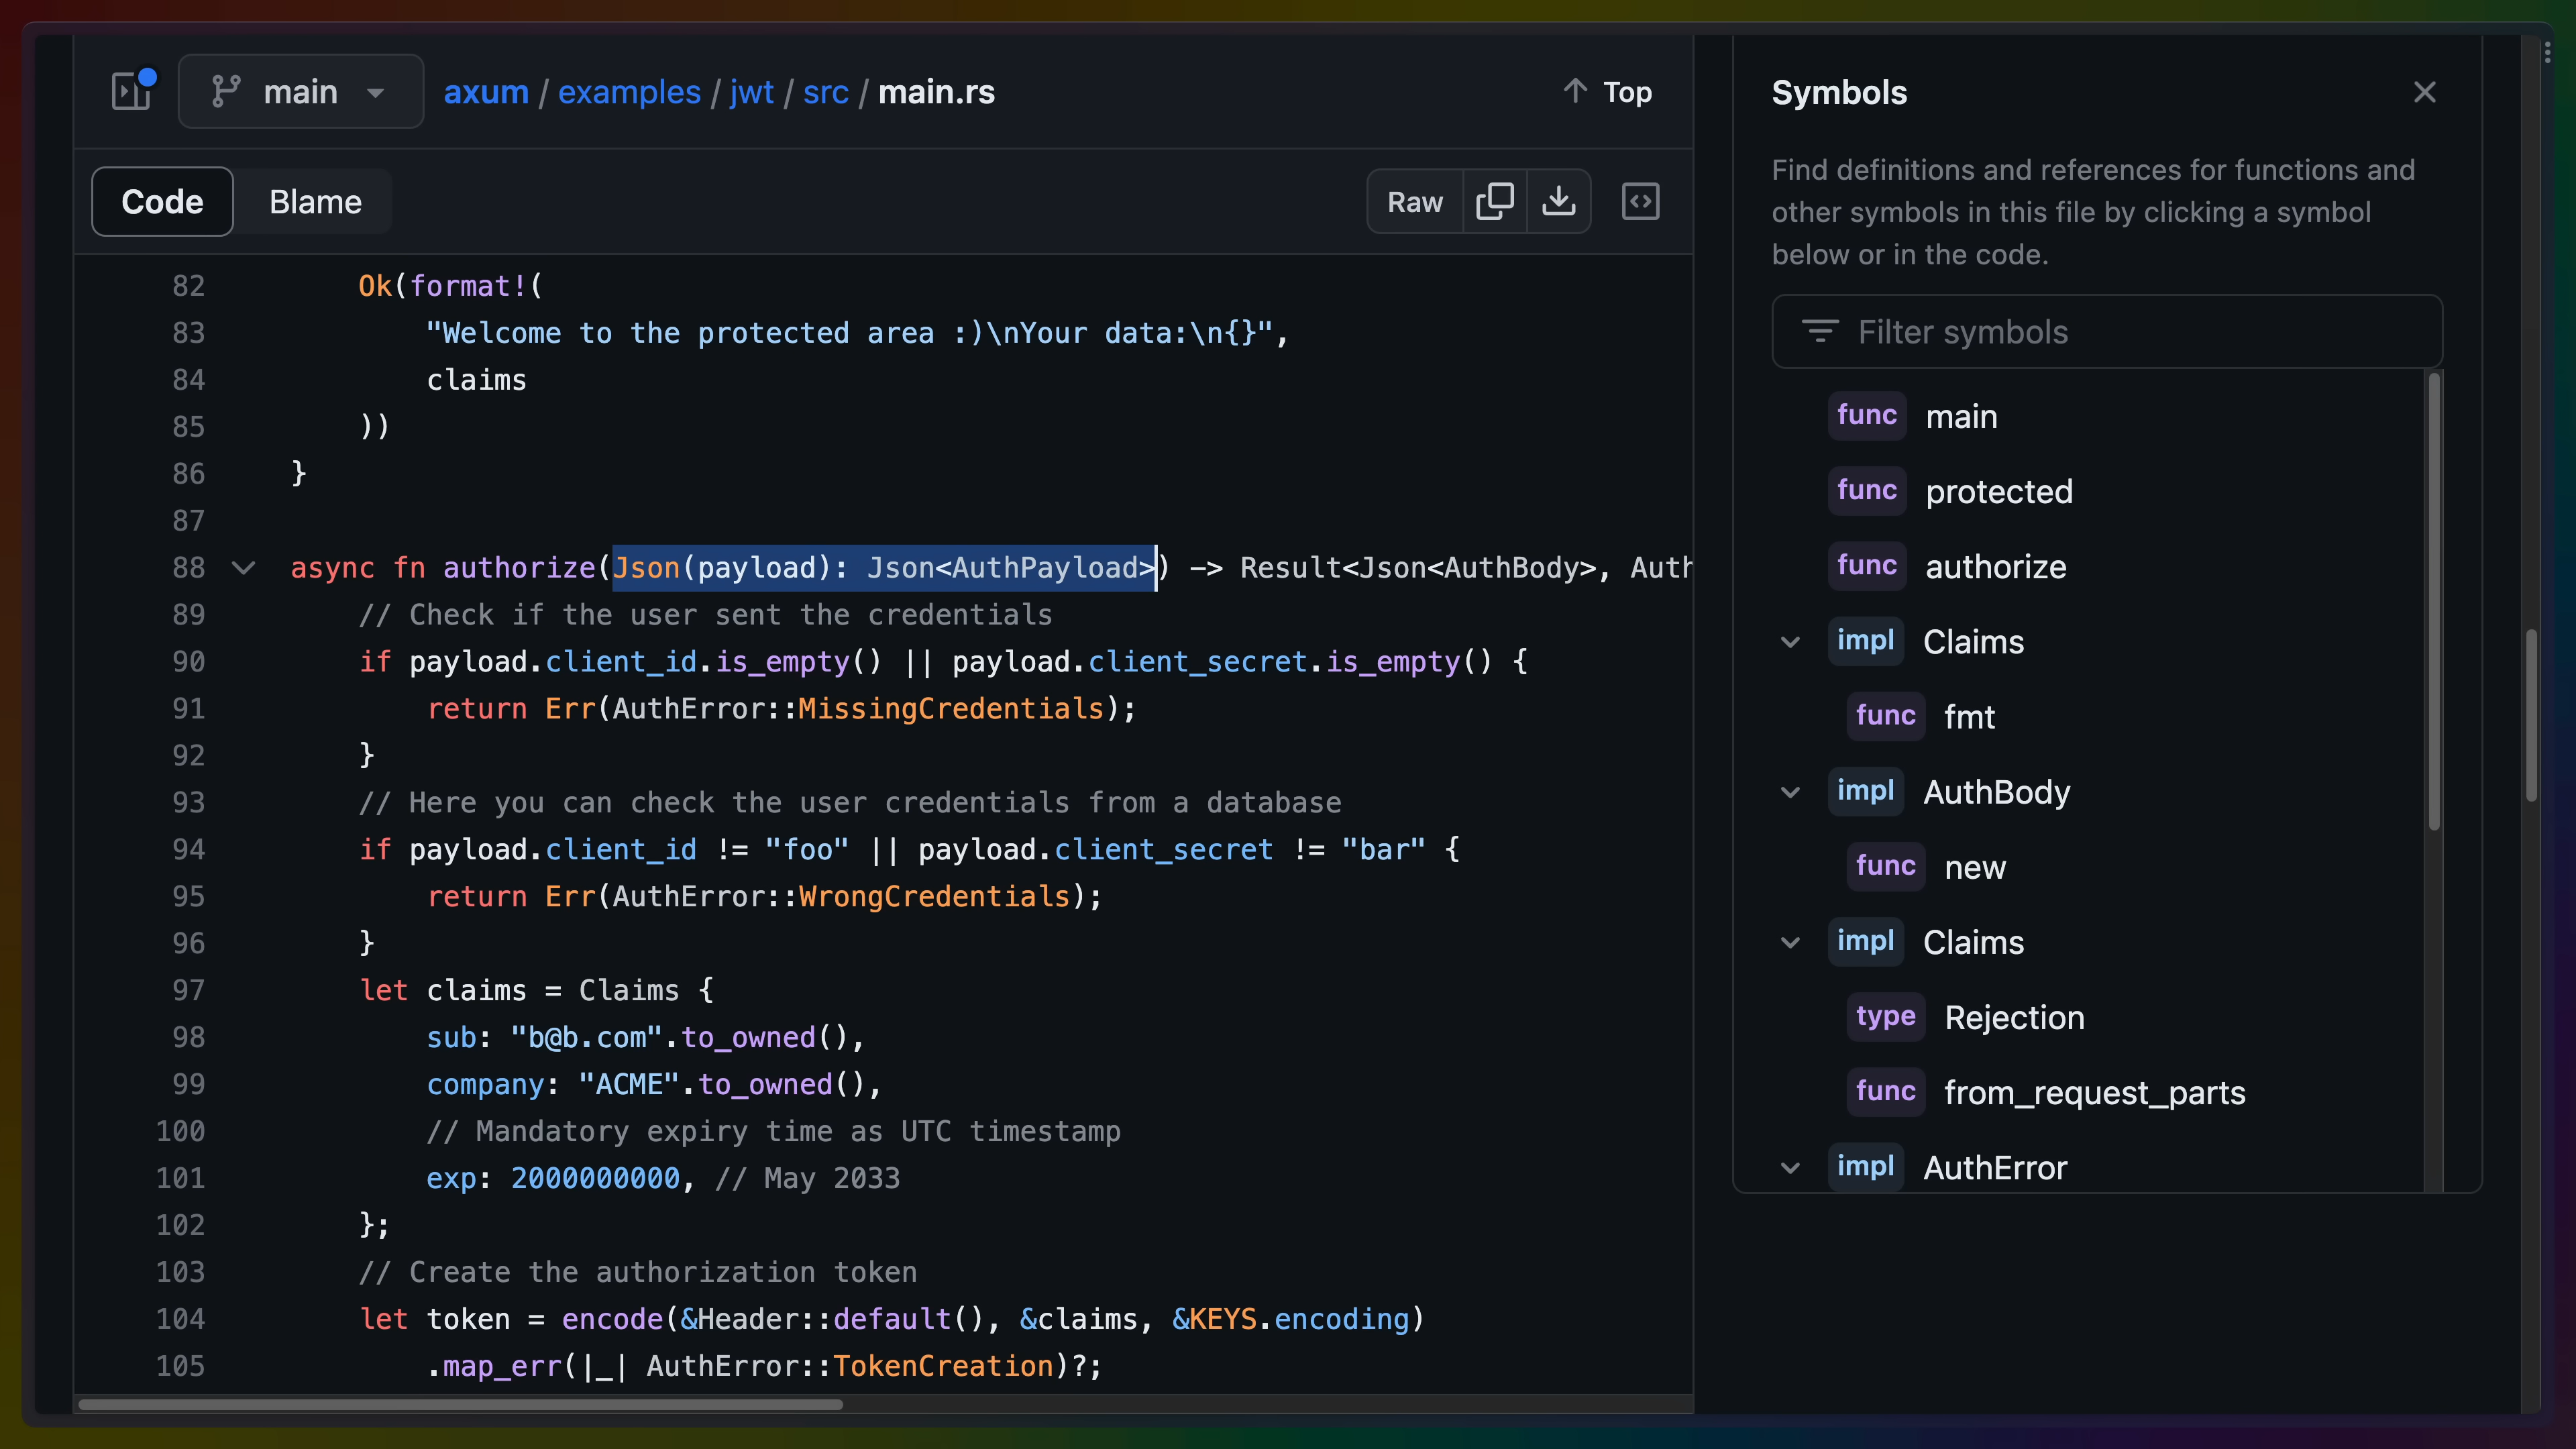 main
axum / examples / jwt / src / main.rs
Top
Code Blame
Raw
82 Ok(format!(
83 "Welcome to the protected area :)\nYour data:\n{}",
84 claims
85 ))
86 }
87
88 async fn authorize(Json(payload): Json<AuthPayload>) -> Result<Json<AuthBody>, Auth
89 // Check if the user sent the credentials
90 if payload.client_id.is_empty() || payload.client_secret.is_empty() {
91 return Err(AuthError::MissingCredentials);
92 }
93 // Here you can check the user credentials from a database
94 if payload.client_id != "foo" || payload.client_secret != "bar" {
95 return Err(AuthError::WrongCredentials);
96 }
97 let claims = Claims {
98 sub: "b@b.com".to_owned(),
99 company: "ACME".to_owned(),
100 // Mandatory expiry time as UTC timestamp
101 exp: 2000000000, // May 2033
102 };
103 // Create the authorization token
104 let token = encode(&Header::default(), &claims, &KEYS.encoding)
105 .map_err(|_| AuthError::TokenCreation)?;
Symbols
Find definitions and references for functions and
other symbols in this file by clicking a symbol
below or in the code.
Filter symbols
func main
func protected
func authorize
impl Claims
func fmt
impl AuthBody
func new
impl Claims
type Rejection
func from_request_parts
impl AuthError